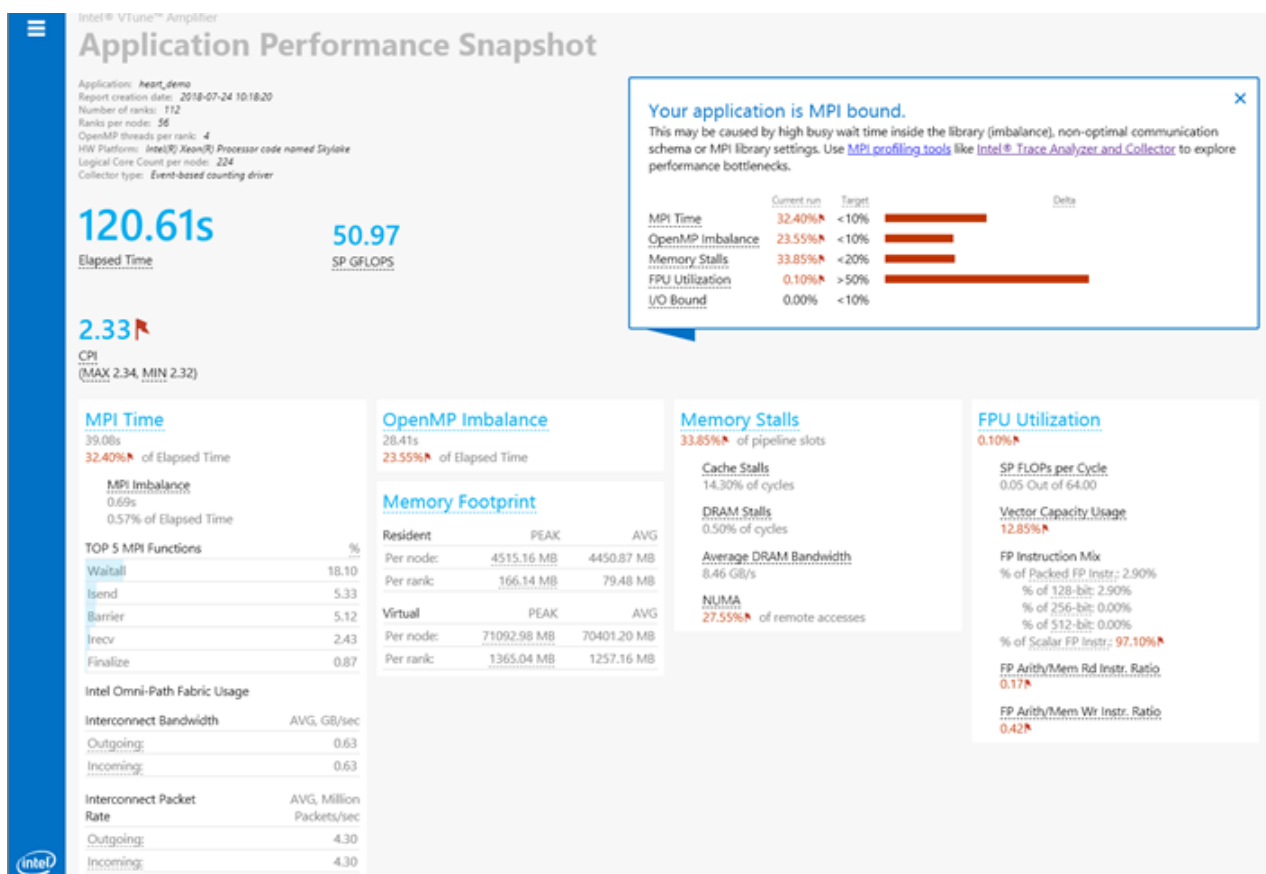 Intel® VTune™ Amplifier
Application Performance Snapshot
Application: heart_demo
Report creation date: 2018-07-24 10:18:20
Number of ranks: 112
Ranks per node: 56
OpenMP threads per rank: 4
HW Platform: Intel(R) Xeon(R) Processor code named Skylake
Logical Core Count per node: 224
Collector type: Event-based counting driver
120.61s
Elapsed Time
50.97
SP GFLOPS
2.33
CPI
(MAX 2.34, MIN 2.32)
Your application is MPI bound.
This may be caused by high busy wait time inside the library (imbalance), non-optimal communication
schema or MPI library settings. Use MPI profiling tools like Intel® Trace Analyzer and Collector to explore
performance bottlenecks.
Current run Target Delta
MPI Time 32.40% <10%
OpenMP Imbalance 23.55% <10%
Memory Stalls 33.85% <20%
FPU Utilization 0.10% >50%
I/O Bound 0.00% <10%
MPI Time
39.08s
32.40% of Elapsed Time
MPI Imbalance
0.69s
0.57% of Elapsed Time
TOP 5 MPI Functions %
Waitall 18.10
Isend 5.33
Barrier 5.12
Irecv 2.43
Finalize 0.87
Intel Omni-Path Fabric Usage
Interconnect Bandwidth AVG, GB/sec
Outgoing: 0.63
Incoming: 0.63
Interconnect Packet AVG, Million
Rate Packets/sec
Outgoing: 4.30
Incoming: 4.30
OpenMP Imbalance
28.41s
23.55% of Elapsed Time
Memory Footprint
Resident PEAK AVG
Per node: 4515.16 MB 4450.87 MB
Per rank: 166.14 MB 79.48 MB
Virtual PEAK AVG
Per node: 71092.98 MB 70401.20 MB
Per rank: 1365.04 MB 1257.16 MB
Memory Stalls
33.85% of pipeline slots
Cache Stalls
14.30% of cycles
DRAM Stalls
0.50% of cycles
Average DRAM Bandwidth
8.46 GB/s
NUMA
27.55% of remote accesses
FPU Utilization
0.10%
SP FLOPs per Cycle
0.05 Out of 64.00
Vector Capacity Usage
12.85%
FP Instruction Mix
% of Packed FP Instr.: 2.90%
% of 128-bit: 2.90%
% of 256-bit: 0.00%
% of 512-bit: 0.00%
% of Scalar FP Instr.: 97.10%
FP Arith/Mem Rd Instr. Ratio
0.17
FP Arith/Mem Wr Instr. Ratio
0.42
intel